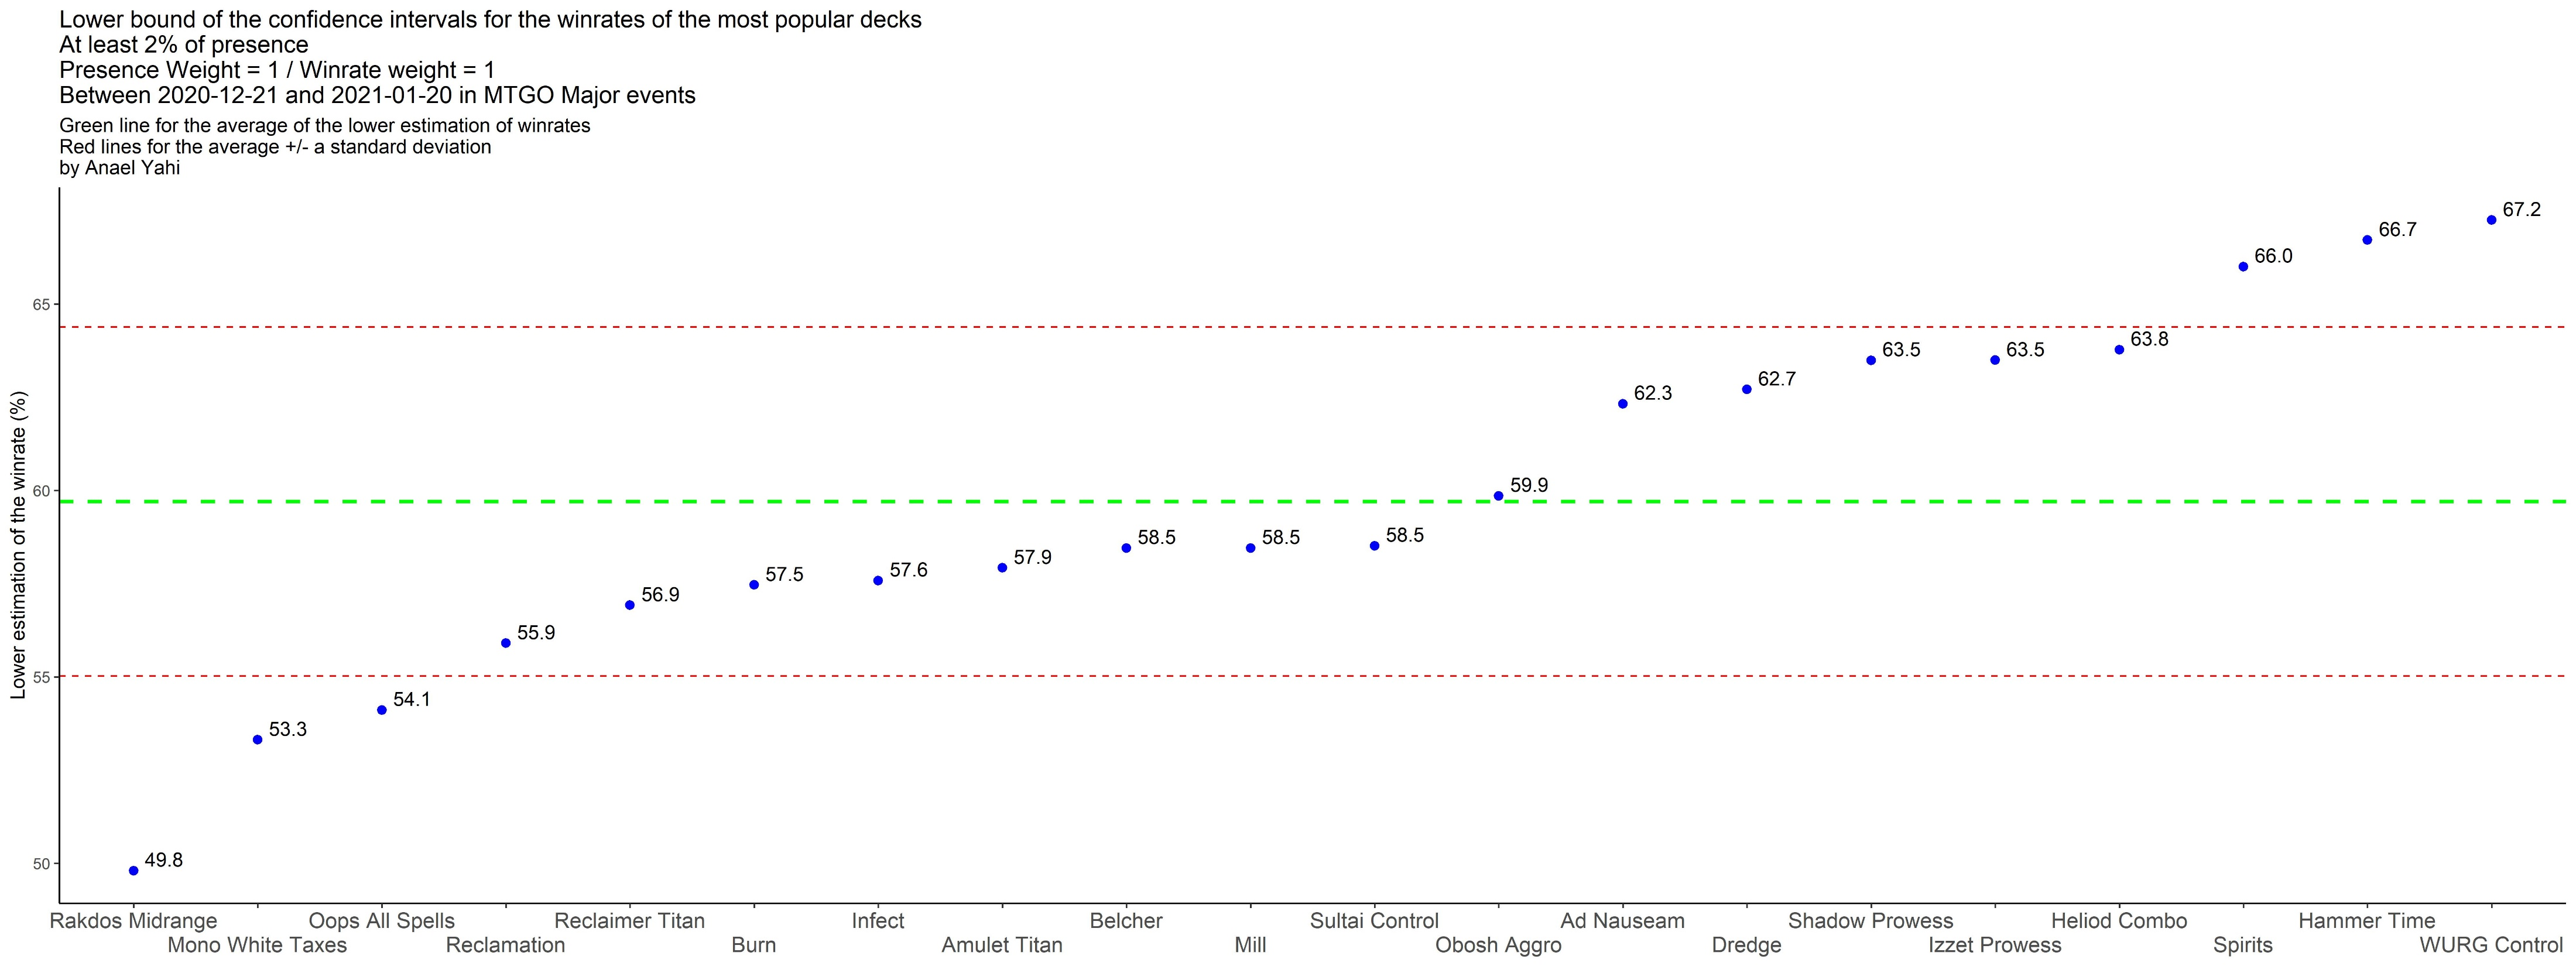 Lower bound of the confidence intervals for the winrates of the most popular decks
At least 2% of presence
Presence Weight = 1 / Winrate weight = 1
Between 2020-12-21 and 2021-01-20 in MTGO Major events
Green line for the average of the lower estimation of winrates
Red lines for the average +/- a standard deviation
by Anael Yahi
Lower estimation of the winrate (%)
65
60
55
50
49.8
53.3
54.1
55.9
56.9
57.5
57.6
57.9
58.5
58.5
58.5
59.9
62.3
62.7
63.5
63.5
63.8
66.0
66.7
67.2
Rakdos Midrange
Mono White Taxes
Oops All Spells
Reclamation
Reclaimer Titan
Burn
Infect
Amulet Titan
Belcher
Mill
Sultai Control
Obosh Aggro
Ad Nauseam
Dredge
Shadow Prowess
Izzet Prowess
Heliod Combo
Spirits
Hammer Time
WURG Control